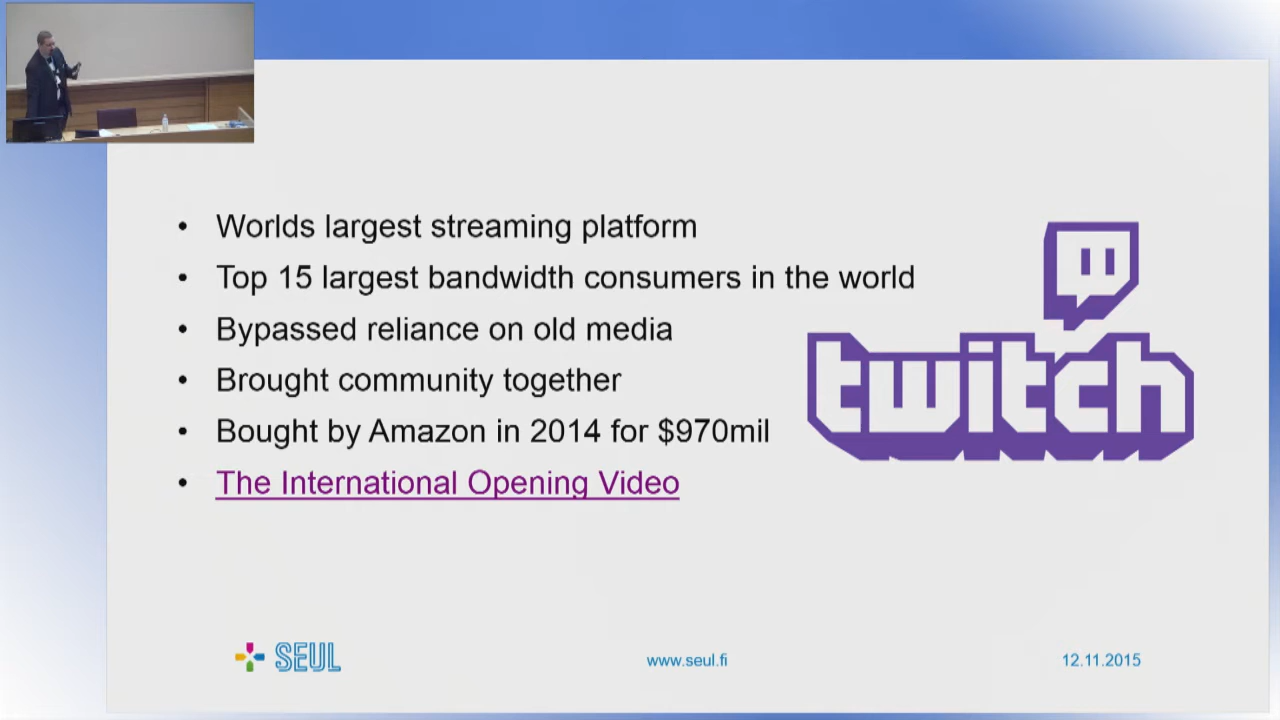 Worlds largest streaming platform
Top 15 largest bandwidth consumers in the world
Bypassed reliance on old media
Brought community together
Bought by Amazon in 2014 for $970mil
The International Opening Video
twitch
SEUL
www.seul.fi
12.11.2015